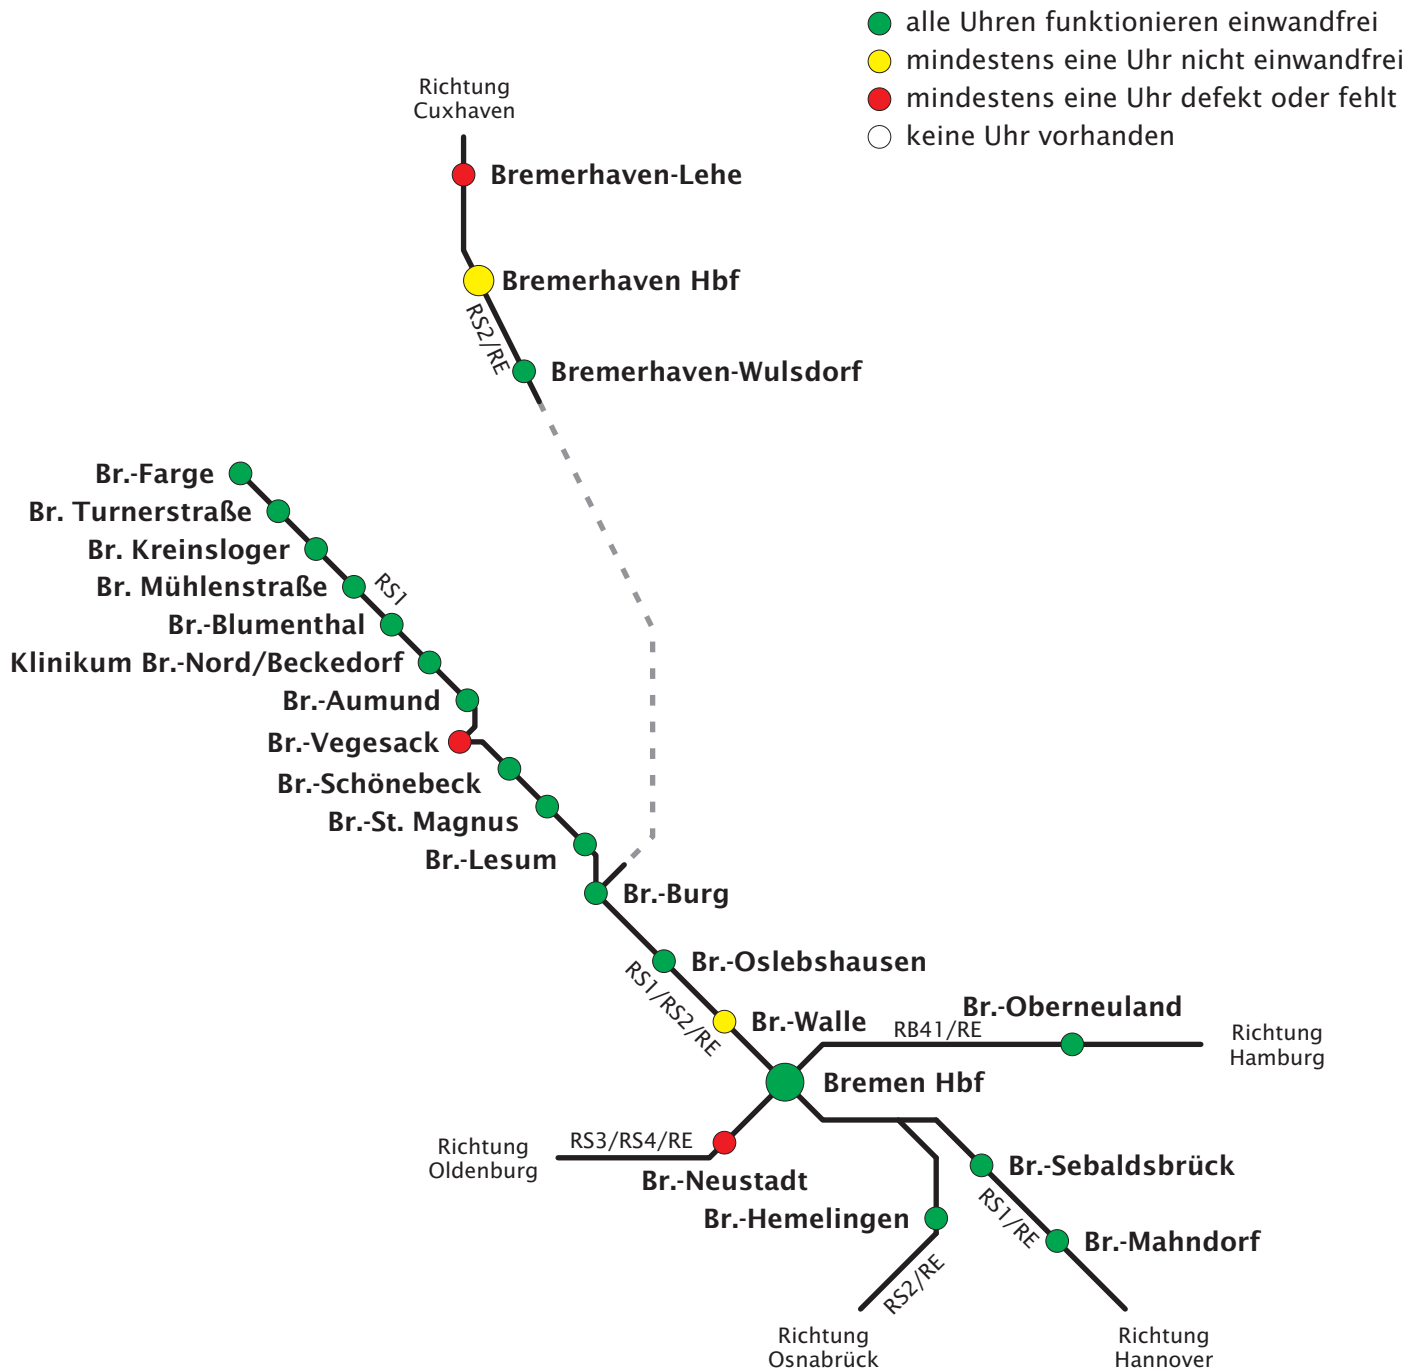 alle Uhren funktionieren einwandfrei
mindestens eine Uhr nicht einwandfrei
mindestens eine Uhr defekt oder fehlt
keine Uhr vorhanden
Richtung
Cuxhaven
Bremerhaven-Lehe
Bremerhaven Hbf
RS2/RE
Bremerhaven-Wulsdorf
Br.-Farge
Br. Turnerstraße
Br. Kreinsloger
Br. Mühlenstraße
RS1
Br.-Blumenthal
Klinikum Br.-Nord/Beckedorf
Br.-Aumund
Br.-Vegesack
Br.-Schönebeck
Br.-St. Magnus
Br.-Lesum
Br.-Burg
Br.-Oslebshausen
RS1/RS2/RE
Br.-Walle
Br.-Oberneuland
RB41/RE
Richtung
Hamburg
Bremen Hbf
RS3/RS4/RE
Richtung
Oldenburg
Br.-Neustadt
Br.-Sebaldsbrück
Br.-Hemelingen
RS1/RE
Br.-Mahndorf
RS2/RE
Richtung
Osnabrück
Richtung
Hannover